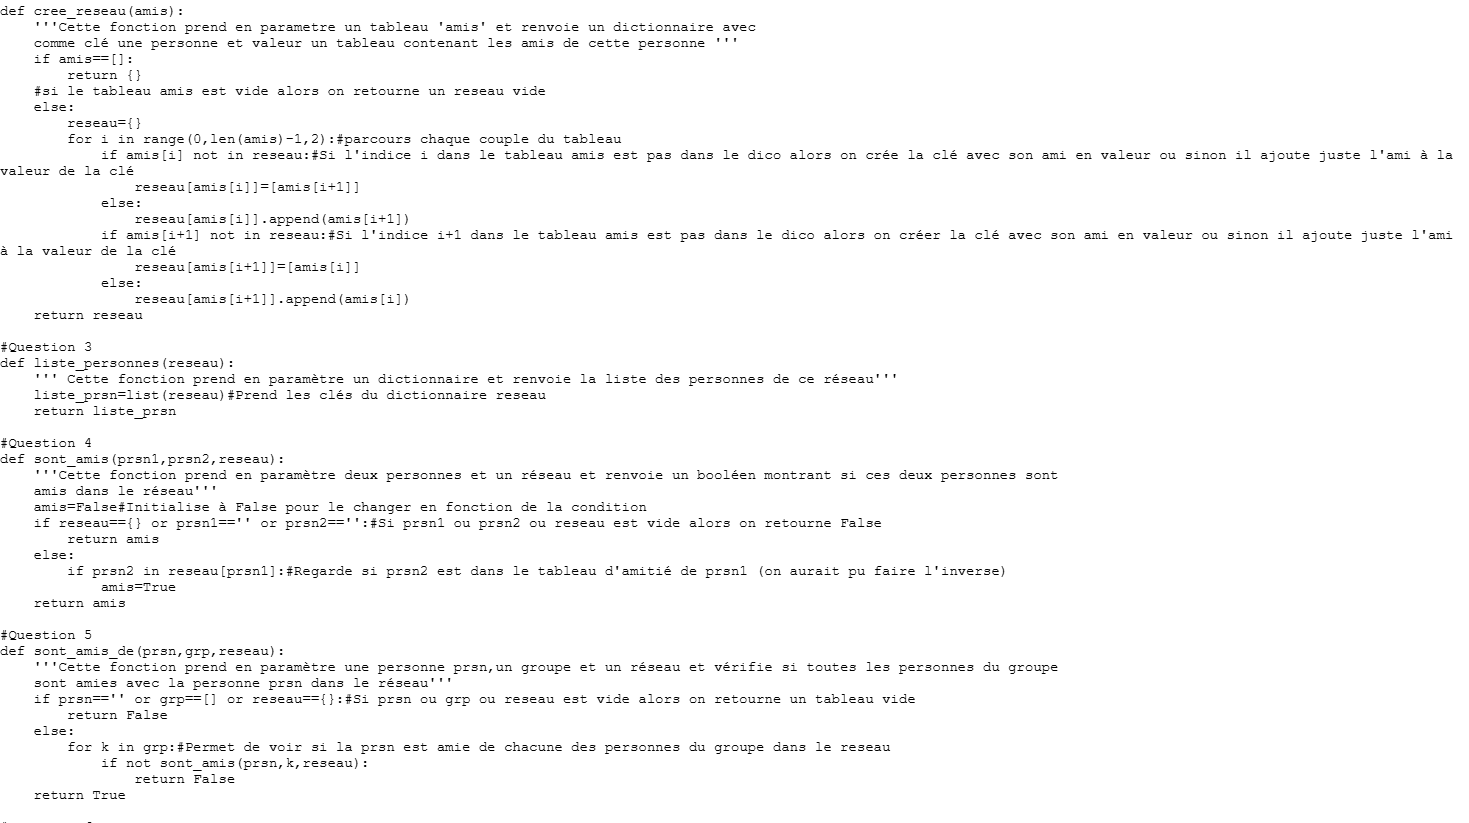 def cree_reseau(amis):
    '''Cette fonction prend en parametre un tableau 'amis' et renvoie un dictionnaire avec
    comme clé une personne et valeur un tableau contenant les amis de cette personne '''
    if amis==[]:
        return {}
    #si le tableau amis est vide alors on retourne un reseau vide
    else:
        reseau={}
        for i in range(0,len(amis)-1,2):#parcours chaque couple du tableau
            if amis[i] not in reseau:#Si l'indice i dans le tableau amis est pas dans le dico alors on crée la clé avec son ami en valeur ou sinon il ajoute juste l'ami à la
valeur de la clé
                reseau[amis[i]]=[amis[i+1]]
            else:
                reseau[amis[i]].append(amis[i+1])
            if amis[i+1] not in reseau:#Si l'indice i+1 dans le tableau amis est pas dans le dico alors on créer la clé avec son ami en valeur ou sinon il ajoute juste l'ami
à la valeur de la clé
                reseau[amis[i+1]]=[amis[i]]
            else:
                reseau[amis[i+1]].append(amis[i])
    return reseau

#Question 3
def liste_personnes(reseau):
    ''' Cette fonction prend en paramètre un dictionnaire et renvoie la liste des personnes de ce réseau'''
    liste_prsn=list(reseau)#Prend les clés du dictionnaire reseau
    return liste_prsn

#Question 4
def sont_amis(prsn1,prsn2,reseau):
    '''Cette fonction prend en paramètre deux personnes et un réseau et renvoie un booléen montrant si ces deux personnes sont
    amis dans le réseau'''
    amis=False#Initialise à False pour le changer en fonction de la condition
    if reseau=={} or prsn1=='' or prsn2=='':#Si prsn1 ou prsn2 ou reseau est vide alors on retourne False
        return amis
    else:
        if prsn2 in reseau[prsn1]:#Regarde si prsn2 est dans le tableau d'amitié de prsn1 (on aurait pu faire l'inverse)
            amis=True
    return amis

#Question 5
def sont_amis_de(prsn,grp,reseau):
    '''Cette fonction prend en paramètre une personne prsn,un groupe et un réseau et vérifie si toutes les personnes du groupe
    sont amies avec la personne prsn dans le réseau'''
    if prsn=='' or grp==[] or reseau=={}:#Si prsn ou grp ou reseau est vide alors on retourne un tableau vide
        return False
    else:
        for k in grp:#Permet de voir si la prsn est amie de chacune des personnes du groupe dans le reseau
            if not sont_amis(prsn,k,reseau):
                return False
    return True